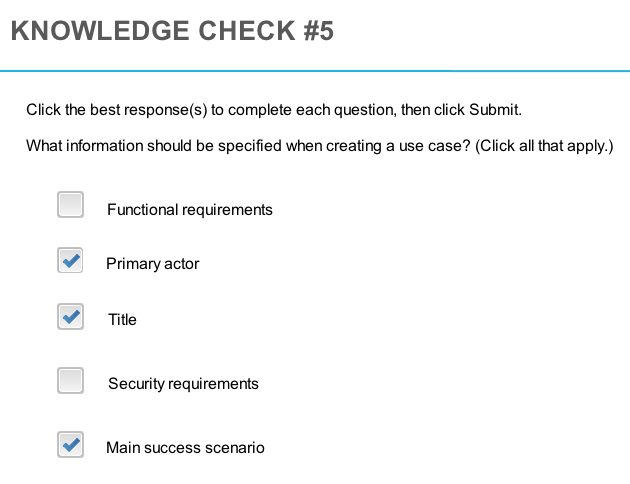 KNOWLEDGE CHECK #5
Click the best response(s) to complete each question, then click Submit.
What information should be specified when creating a use case? (Click all that apply.)
Functional requirements
Primary actor
Title
Security requirements
Main success scenario